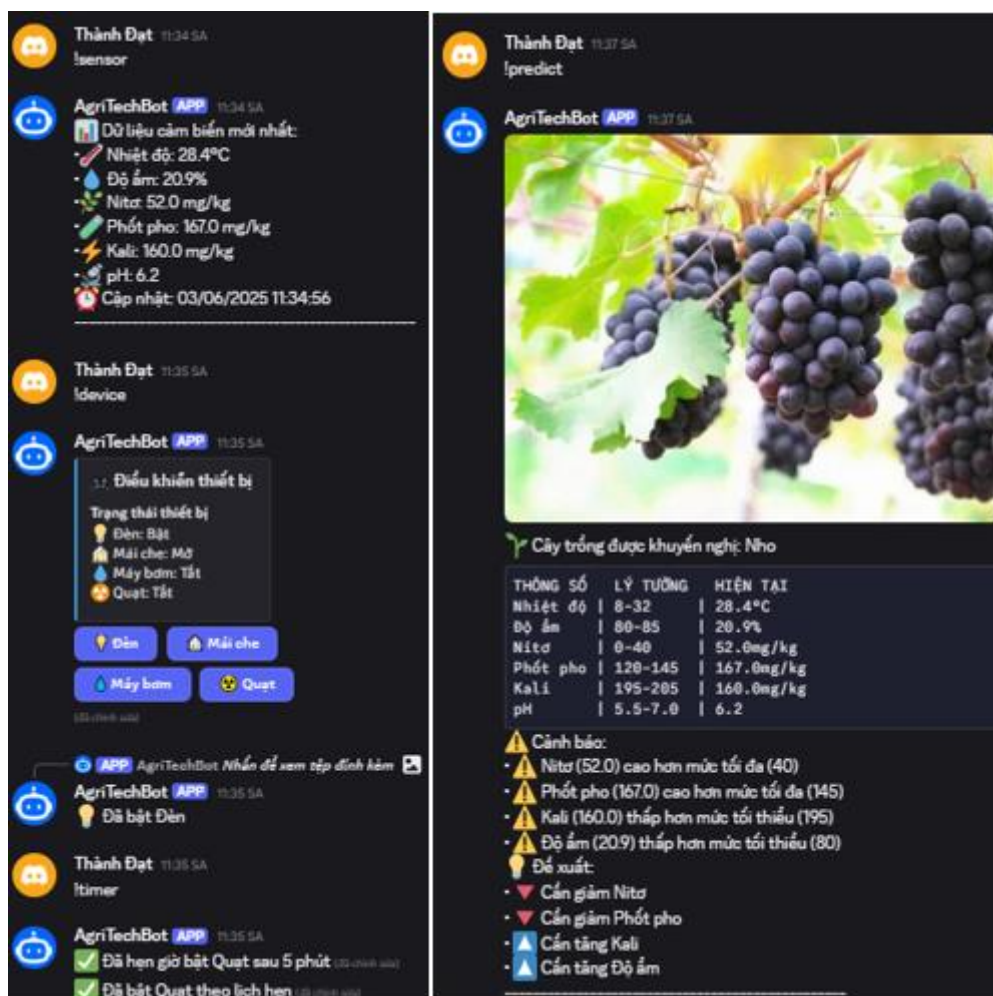 Thành Đạt 11:34 SA
!sensor
AgriTechBot APP 11:34 SA
Dữ liệu cảm biến mới nhất:
• Nhiệt độ: 28.4°C
• Độ ẩm: 20.9%
• Nitơ: 52.0 mg/kg
• Phốt pho: 167.0 mg/kg
• Kali: 160.0 mg/kg
• pH: 6.2
Cập nhật: 03/06/2025 11:34:56
Thành Đạt 11:35 SA
!device
AgriTechBot APP 11:35 SA
Điều khiển thiết bị
Trạng thái thiết bị
Đèn: Bật
Mái che: Mở
Máy bơm: Tắt
Quạt: Tắt
Đèn Mái che
Máy bơm Quạt
(đã chỉnh sửa)
APP AgriTechBot Nhấn để xem tệp đính kèm
AgriTechBot APP 11:35 SA
Đã bật Đèn
Thành Đạt 11:35 SA
!timer
AgriTechBot APP 11:35 SA
Đã hẹn giờ bật Quạt sau 5 phút (đã chỉnh sửa)
Đã bật Quạt theo lịch hẹn (đã chỉnh sửa)
Thành Đạt 11:37 SA
!predict
AgriTechBot APP 11:37 SA
Cây trồng được khuyến nghị: Nho
THÔNG SỐ LÝ TƯỞNG HIỆN TẠI
Nhiệt độ | 8-32 | 28.4°C
Độ ẩm | 80-85 | 20.9%
Nitơ | 0-40 | 52.0mg/kg
Phốt pho | 120-145 | 167.0mg/kg
Kali | 195-205 | 160.0mg/kg
pH | 5.5-7.0 | 6.2
Cảnh báo:
• Nitơ (52.0) cao hơn mức tối đa (40)
• Phốt pho (167.0) cao hơn mức tối đa (145)
• Kali (160.0) thấp hơn mức tối thiểu (195)
• Độ ẩm (20.9) thấp hơn mức tối thiểu (80)
Đề xuất:
• Cần giảm Nitơ
• Cần giảm Phốt pho
• Cần tăng Kali
• Cần tăng Độ ẩm